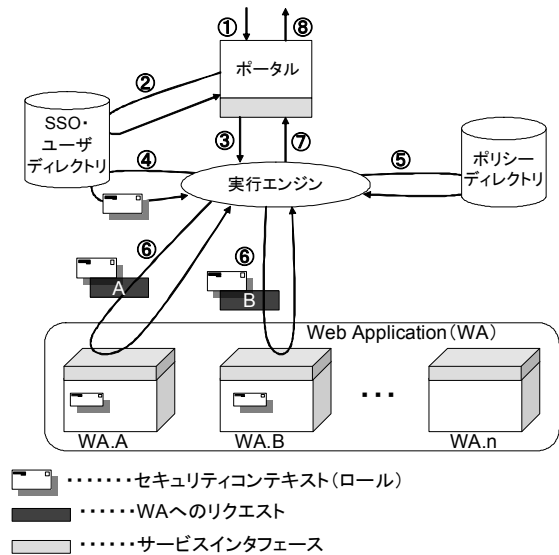 ① ⑧
ポータル
②
SSO・
ユーザ
ディレクトリ
③ ⑦
④
⑤
ポリシー
ディレクトリ
実行エンジン
⑥ ⑥
A
B
Web Application(WA)
・・・
WA.A WA.B WA.n
・・・・・・・セキュリティコンテキスト(ロール)
・・・・・・WAへのリクエスト
・・・・・・サービスインタフェース